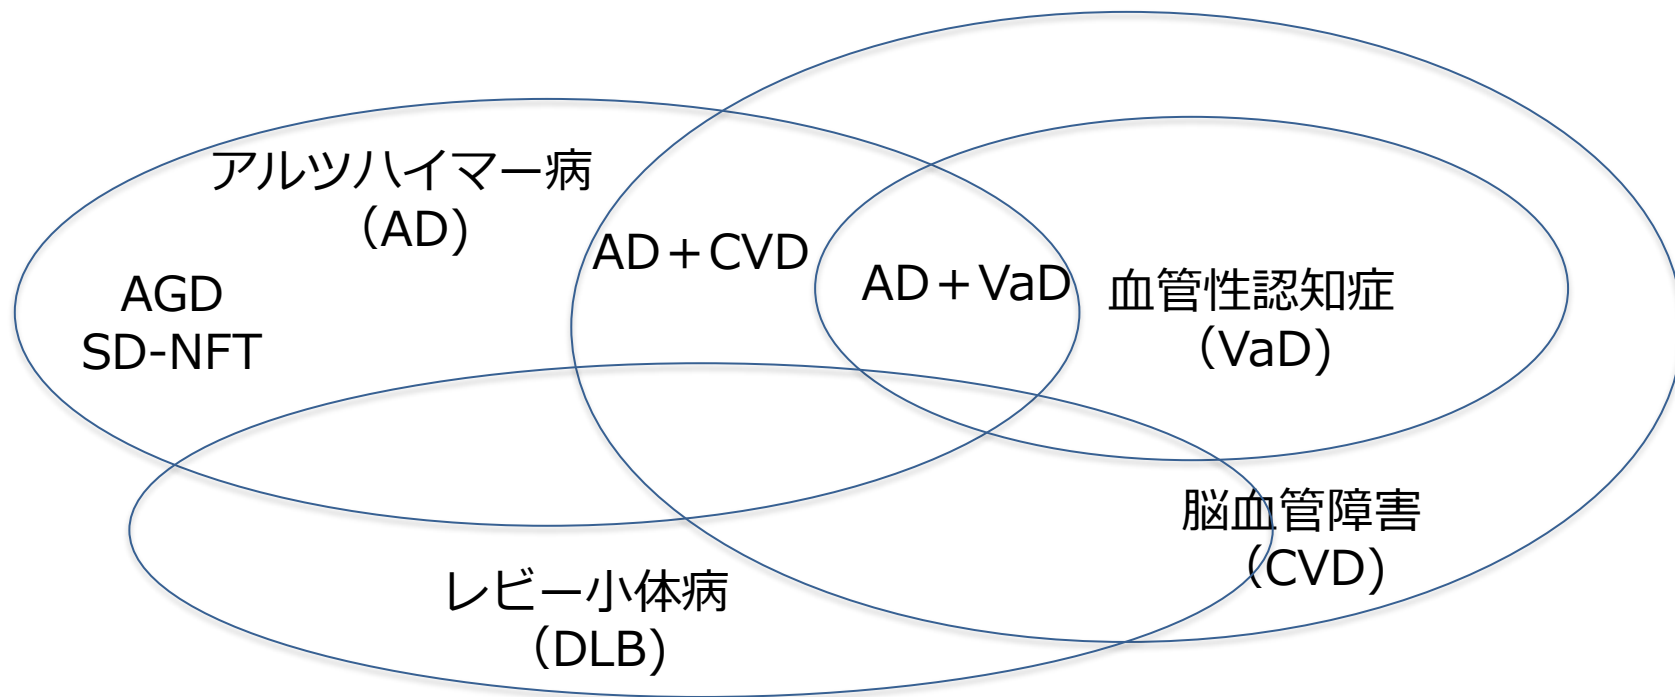 アルツハイマー病
（AD）
AGD
SD-NFT
AD＋CVD
AD＋VaD
血管性認知症
（VaD）
脳血管障害
（CVD）
レビー小体病
（DLB）